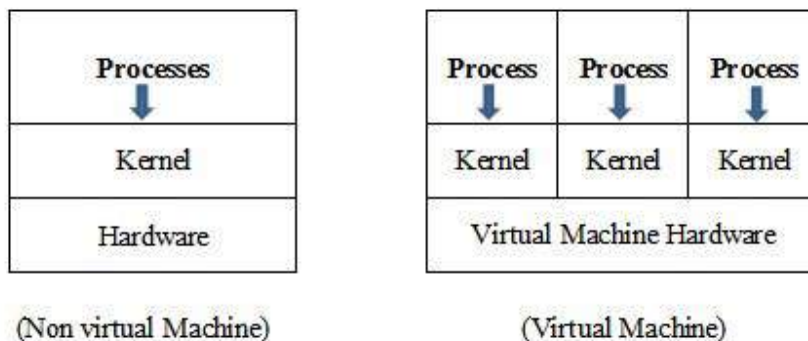 Processes
Kernel
Hardware
(Non virtual Machine)
Process Process Process
Kernel Kernel Kernel
Virtual Machine Hardware
(Virtual Machine)